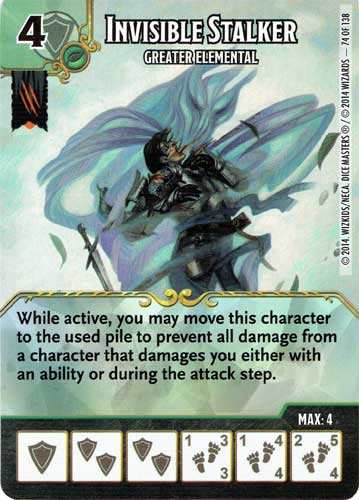 4
INVISIBLE STALKER
GREATER ELEMENTAL
© 2014 WIZKIDS/NECA. DICE MASTERS ® / © 2014 WIZARDS — 74 OF 138
While active, you may move this character
to the used pile to prevent all damage from
a character that damages you either with
an ability or during the attack step.
MAX: 4
1 3 3
1 4 4
2 5 4